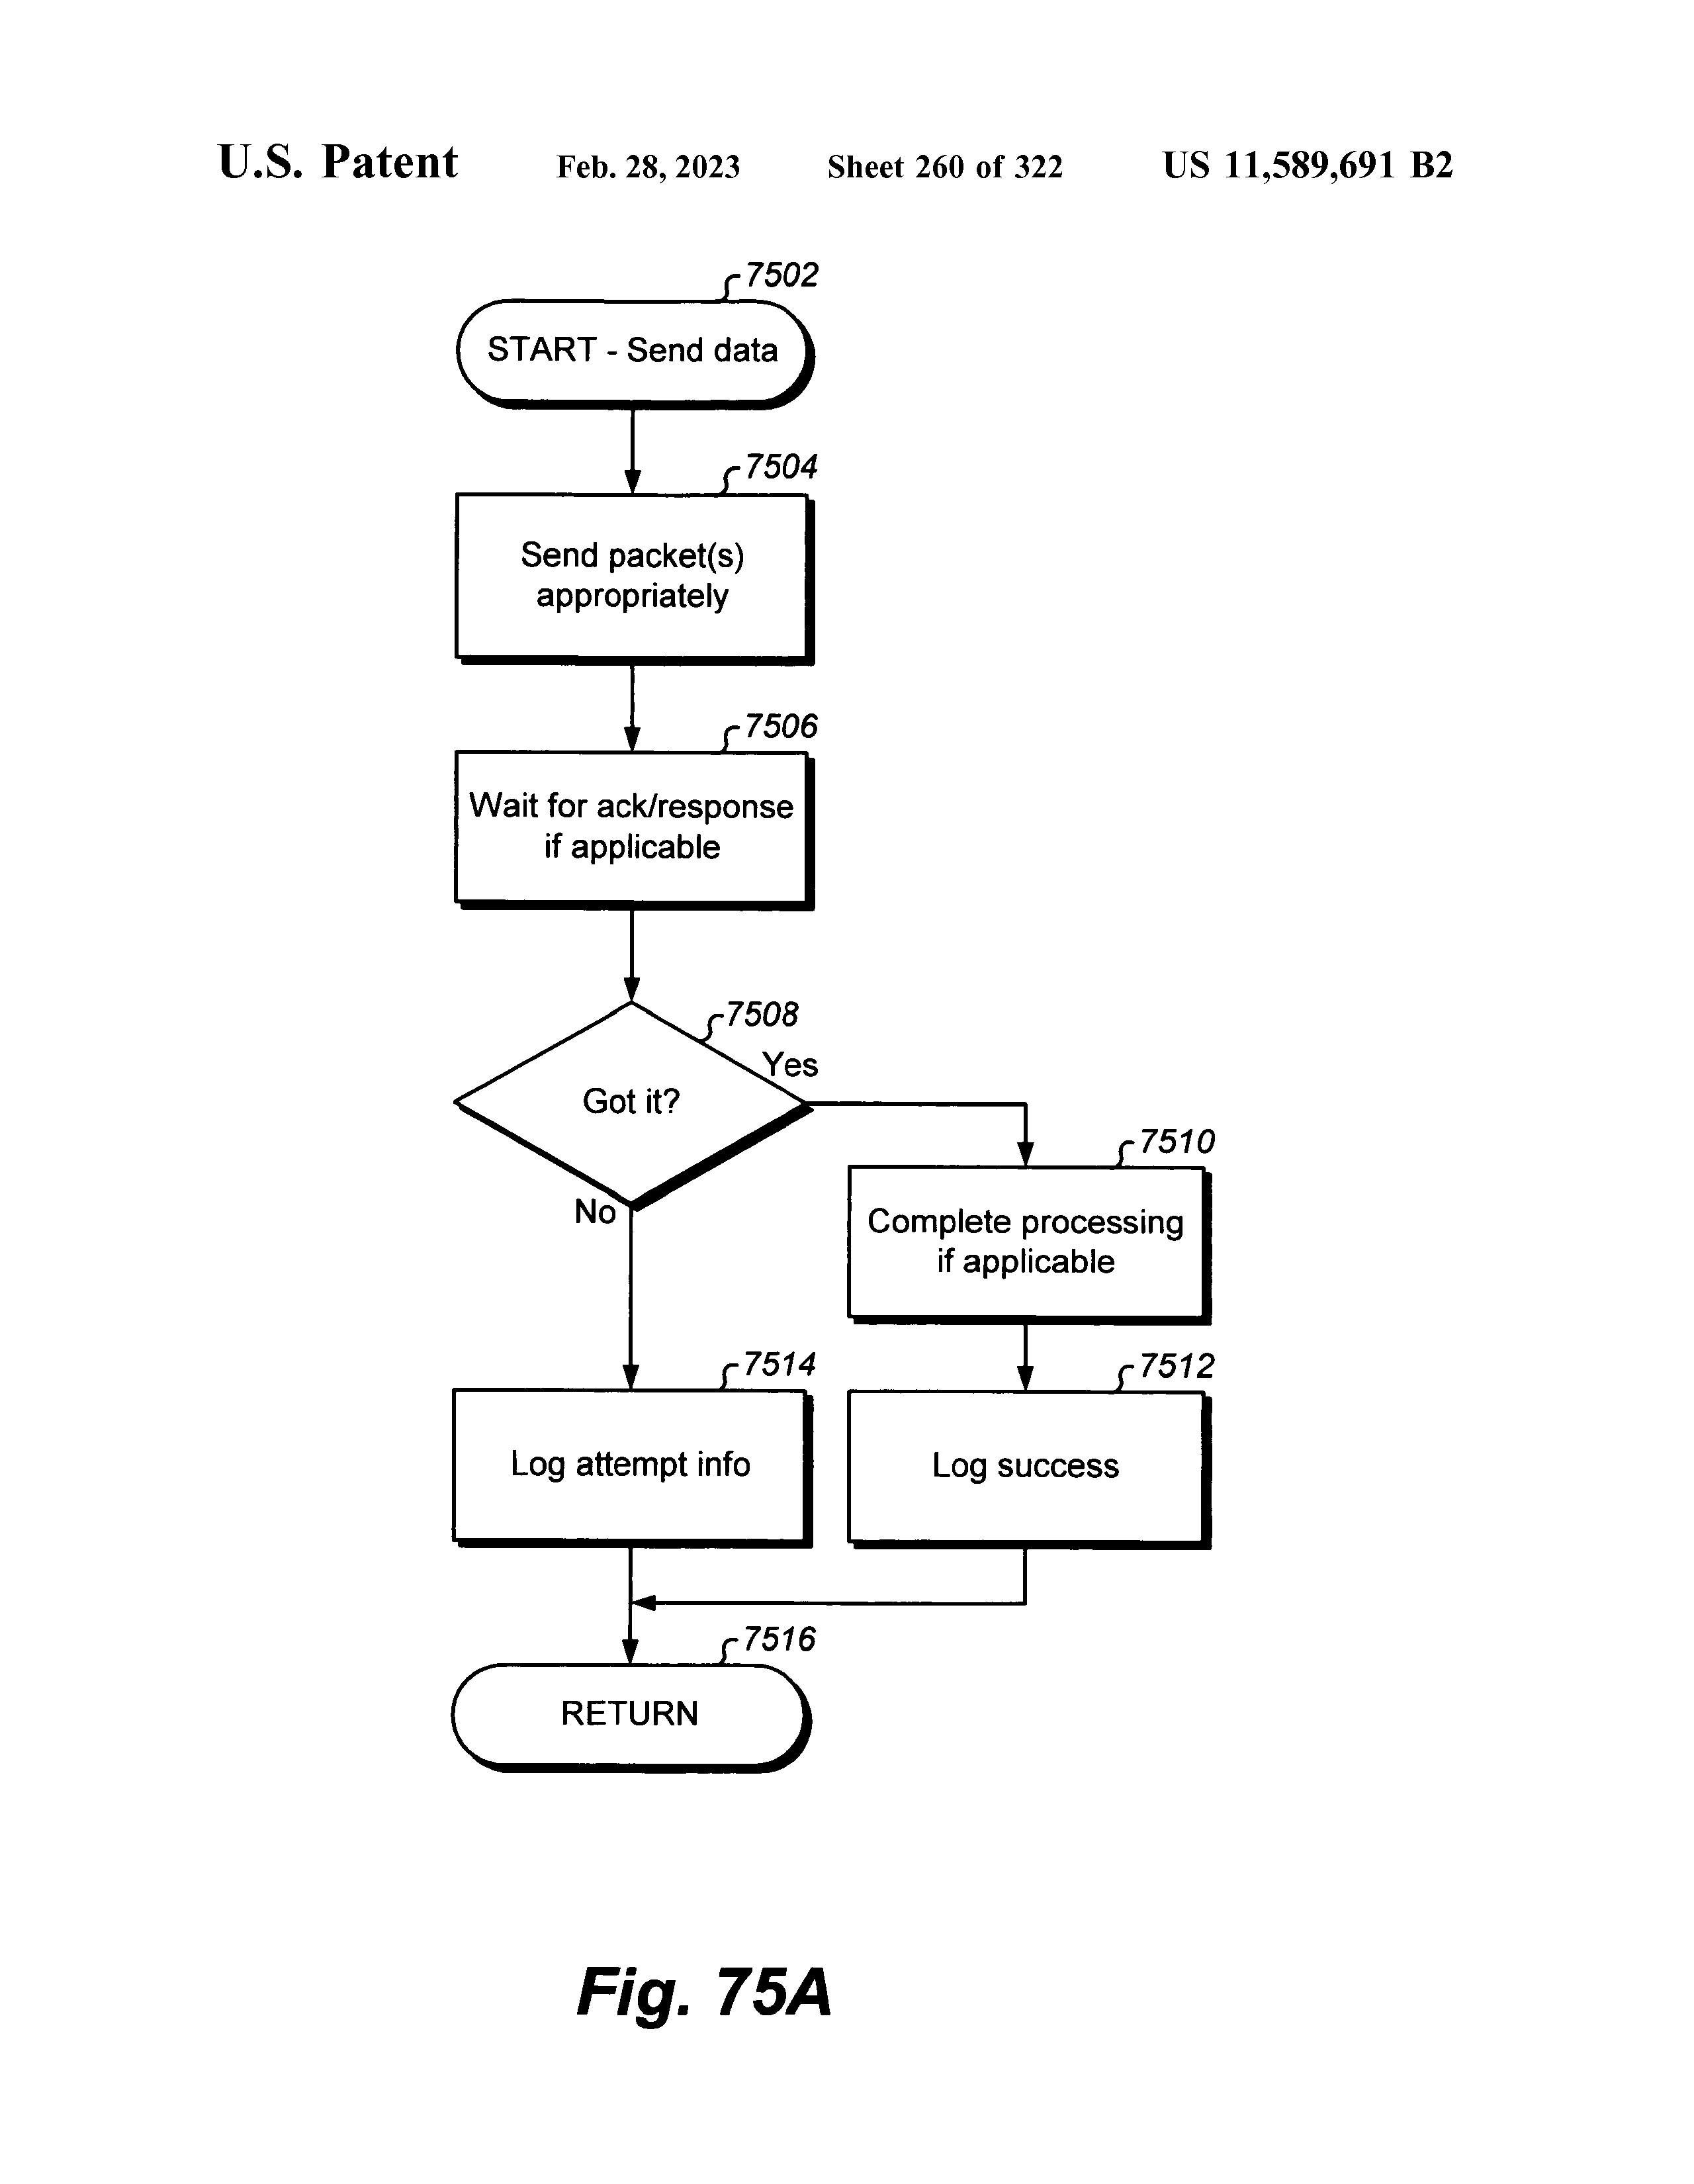 U.S. Patent Feb. 28, 2023 Sheet 260 of 322 US 11,589,691 B2
7502
START - Send data
7504
Send packet(s)
appropriately
7506
Wait for ack/response
if applicable
7508
Yes
Got it?
No
7510
Complete processing
if applicable
7514
Log attempt info
7512
Log success
7516
RETURN
Fig. 75A